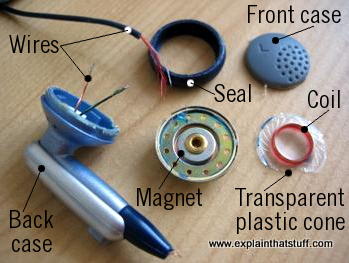 Front case
Wires
Seal
Coil
Magnet
Transparent
plastic cone
Back
case
www.explainthatstuff.com